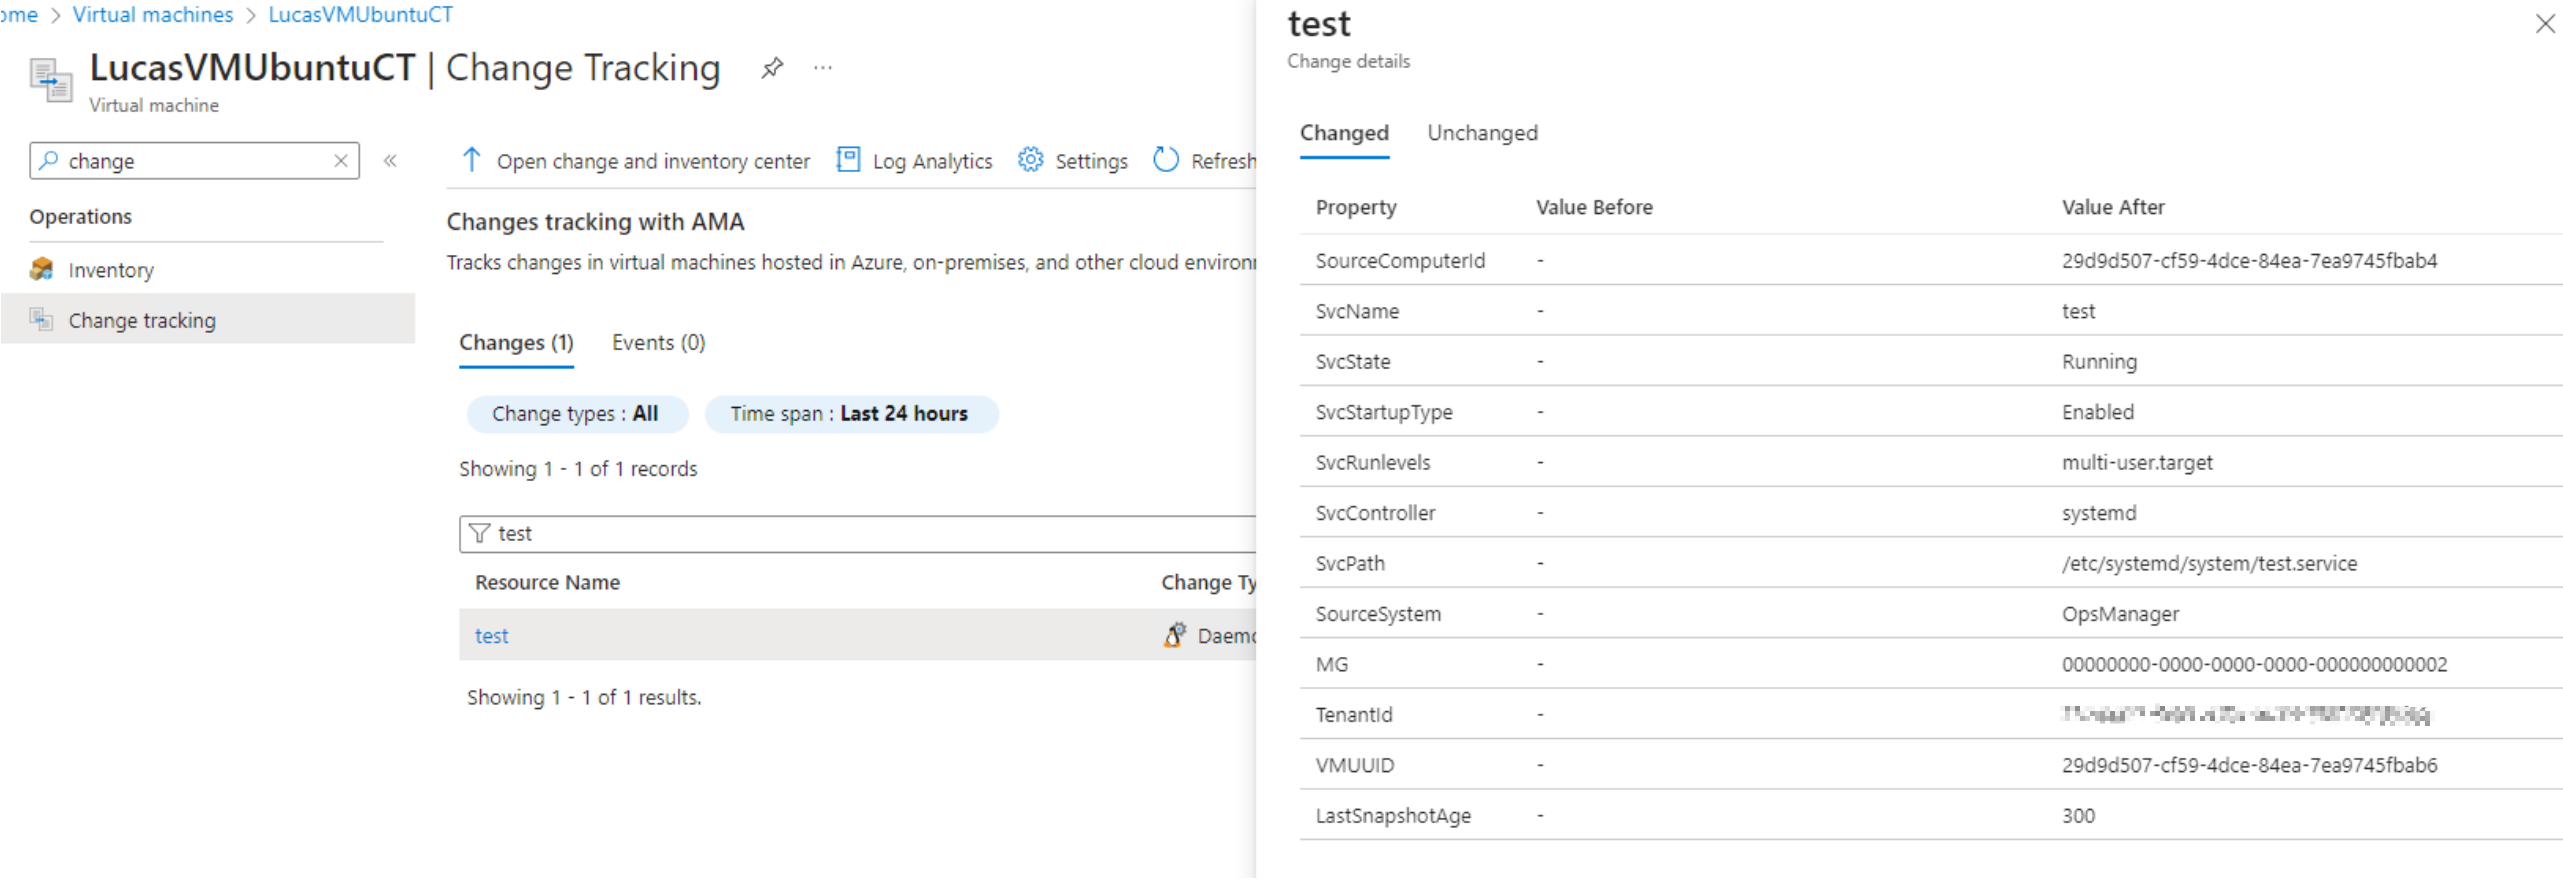 ome > Virtual machines > LucasVMUbuntuCT
LucasVMUbuntuCT | Change Tracking ...
Virtual machine
change
Operations
Inventory
Change tracking
Open change and inventory center Log Analytics Settings Refresh
Changes tracking with AMA
Tracks changes in virtual machines hosted in Azure, on-premises, and other cloud environ
Changes (1) Events (0)
Change types : All Time span : Last 24 hours
Showing 1 - 1 of 1 records
test
Resource Name Change Ty
test Daemo
Showing 1 - 1 of 1 results.
test
Change details
Changed Unchanged
Property Value Before Value After
SourceComputerId - 29d9d507-cf59-4dce-84ea-7ea9745fbab4
SvcName - test
SvcState - Running
SvcStartupType - Enabled
SvcRunlevels - multi-user.target
SvcController - systemd
SvcPath - /etc/systemd/system/test.service
SourceSystem - OpsManager
MG - 00000000-0000-0000-0000-000000000002
TenantId -
VMUUID - 29d9d507-cf59-4dce-84ea-7ea9745fbab6
LastSnapshotAge - 300